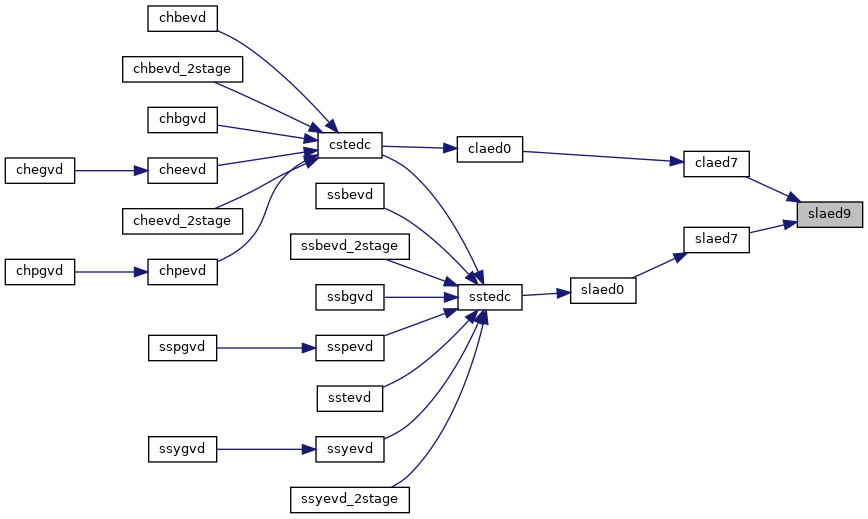 chbevd
chbevd_2stage
chbgvd
cstedc
claed0
claed7
chegvd
cheevd
ssbevd
slaed9
cheevd_2stage
slaed7
ssbevd_2stage
chpgvd
chpevd
slaed0
ssbgvd
sstedc
sspgvd
sspevd
sstevd
ssygvd
ssyevd
ssyevd_2stage